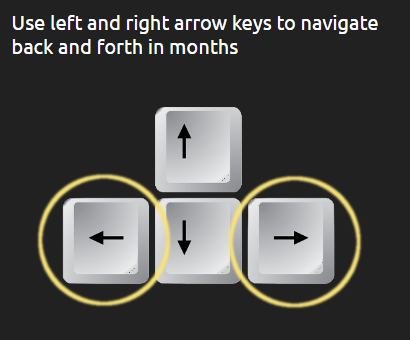 Use left and right arrow keys to navigate
back and forth in months